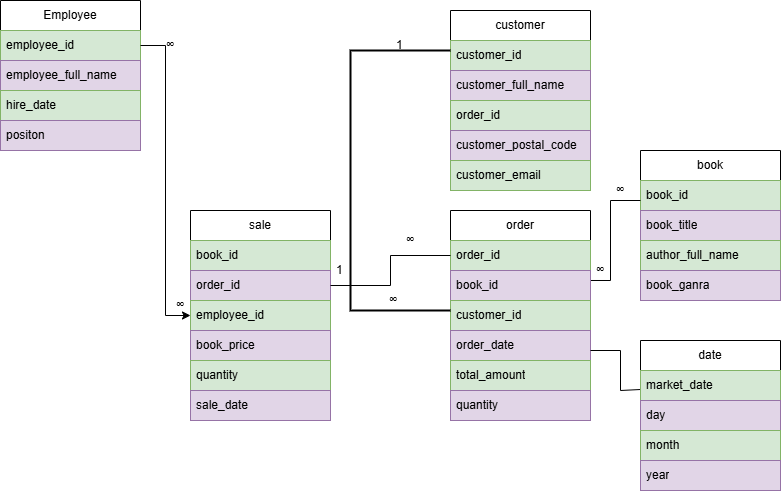 Employee
employee_id
employee_full_name
hire_date
positon
∞
∞
customer
customer_id
customer_full_name
order_id
customer_postal_code
customer_email
1
sale
book_id
order_id
employee_id
book_price
quantity
sale_date
1
∞
∞
order
order_id
book_id
customer_id
order_date
total_amount
quantity
∞
∞
book
book_id
book_title
author_full_name
book_ganra
date
market_date
day
month
year